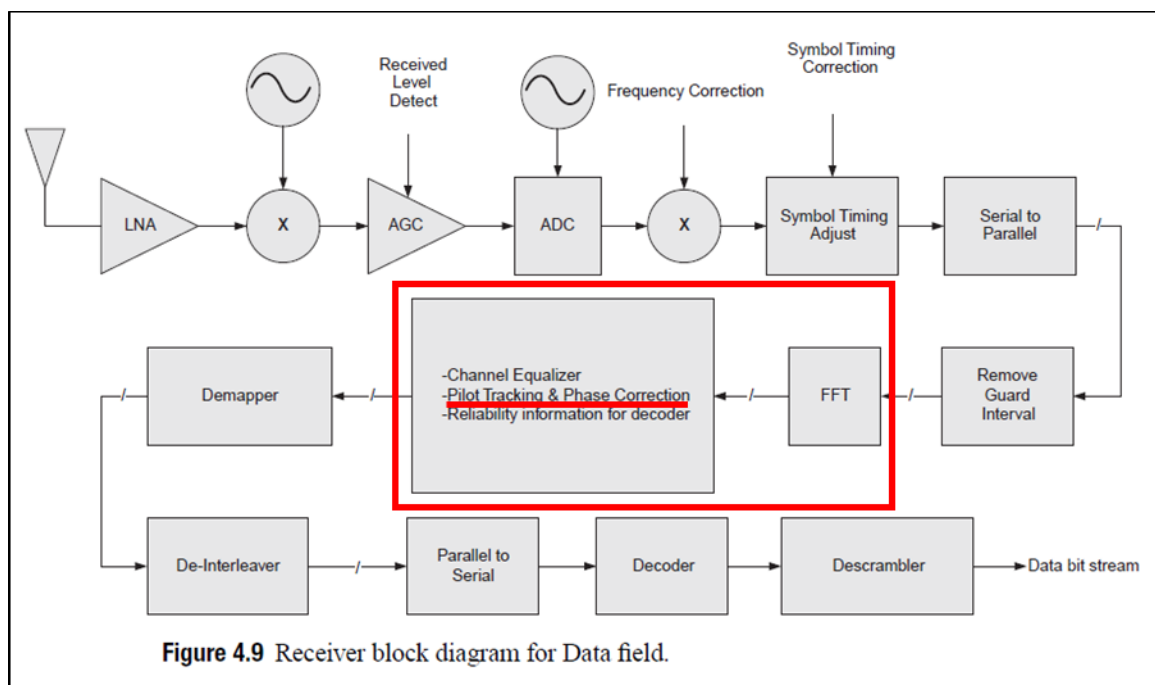 Received
Level
Detect
Symbol Timing
Correction
Frequency Correction
LNA
X
AGC
ADC
X
Symbol Timing
Adjust
Serial to
Parallel
/
Demapper
/
-Channel Equalizer
-Pilot Tracking & Phase Correction
-Reliability information for decoder
/
FFT
/
Remove
Guard
Interval
/
De-Interleaver
/
Parallel to
Serial
Decoder
Descrambler
Data bit stream
Figure 4.9 Receiver block diagram for Data field.